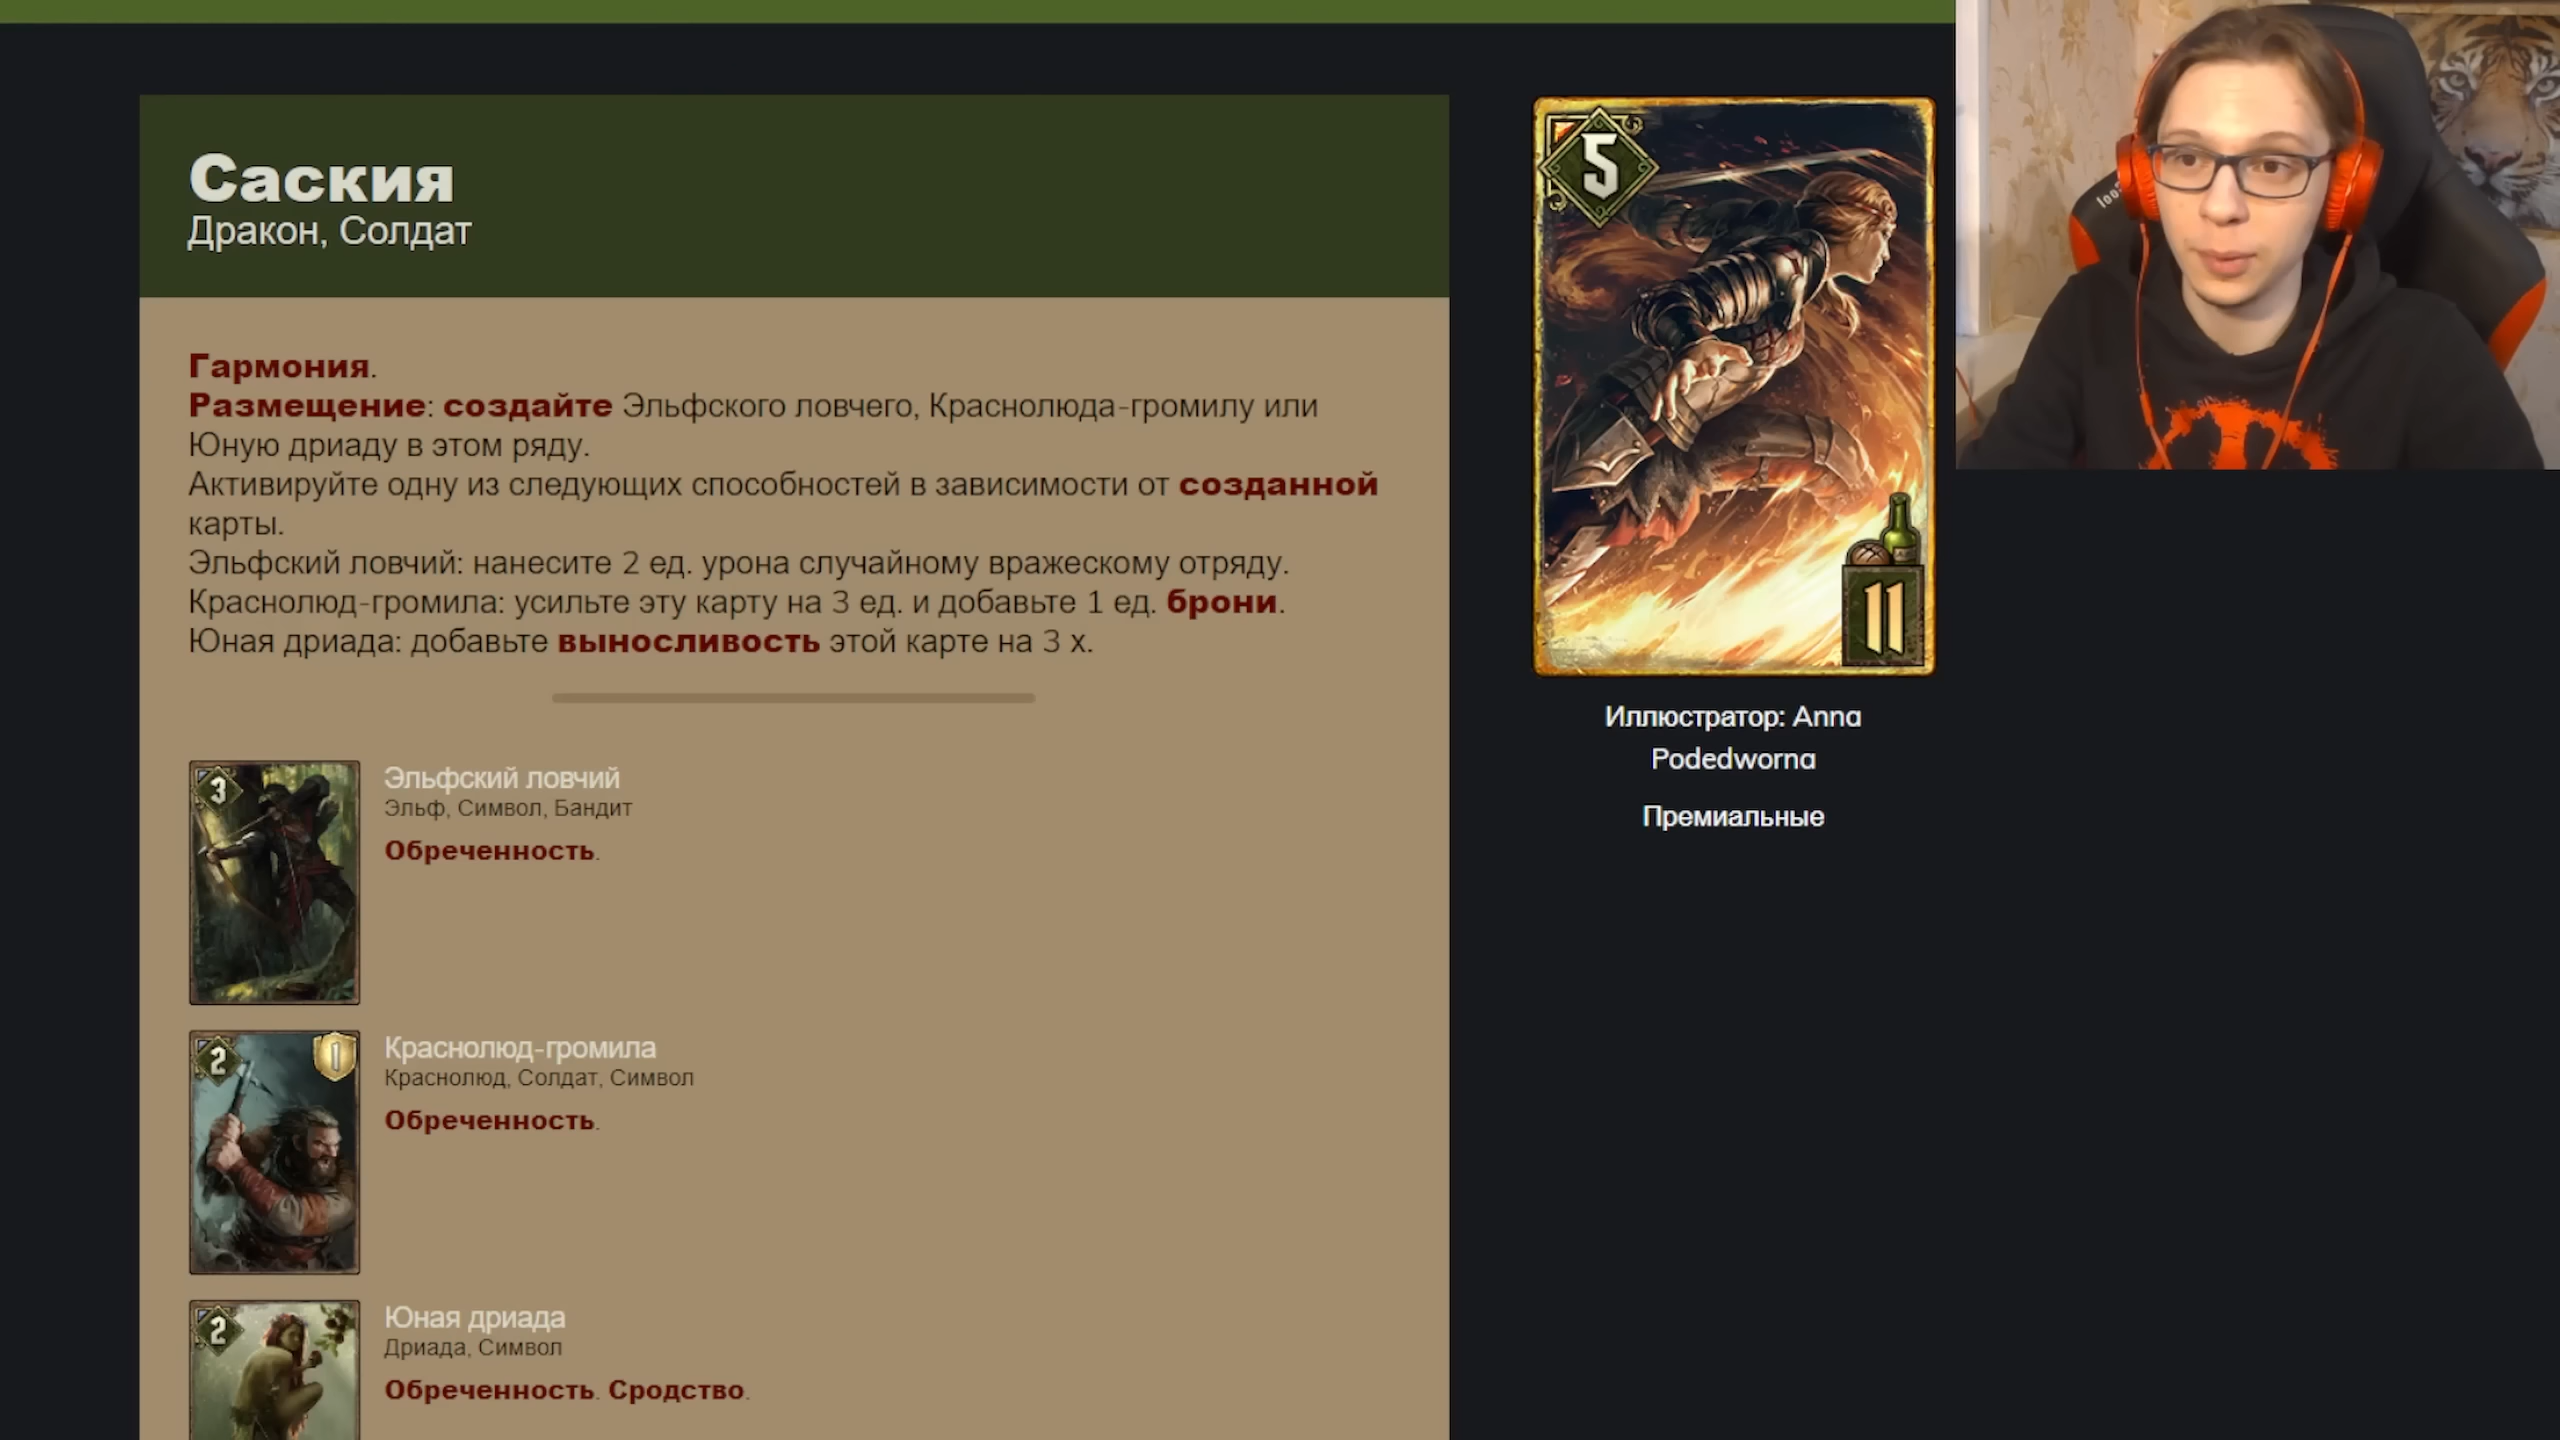 Саския
Дракон, Солдат
Гармония.
Размещение: создайте Эльфского ловчего, Краснолюда-громилу или
Юную дриаду в этом ряду.
Активируйте одну из следующих способностей в зависимости от созданной
карты.
Эльфский ловчий: нанесите 2 ед. урона случайному вражескому отряду.
Краснолюд-громила: усильте эту карту на 3 ед. и добавьте 1 ед. брони.
Юная дриада: добавьте выносливость этой карте на 3 х.
5
11
Иллюстратор: Anna
Podedworna
Премиальные
3
Эльфский ловчий
Эльф, Символ, Бандит
Обреченность.
2
1
Краснолюд-громила
Краснолюд, Солдат, Символ
Обреченность.
2
Юная дриада
Дриада, Символ
Обреченность. Сродство.